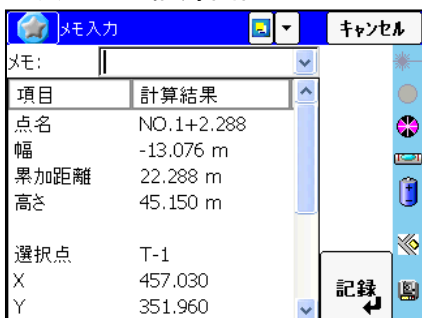 メモ入力 キャンセル
メモ:
項目 計算結果
点名 NO.1+2.288
幅 -13.076 m
累加距離 22.288 m
高さ 45.150 m
選択点 T-1
X 457.030
Y 351.960
記録